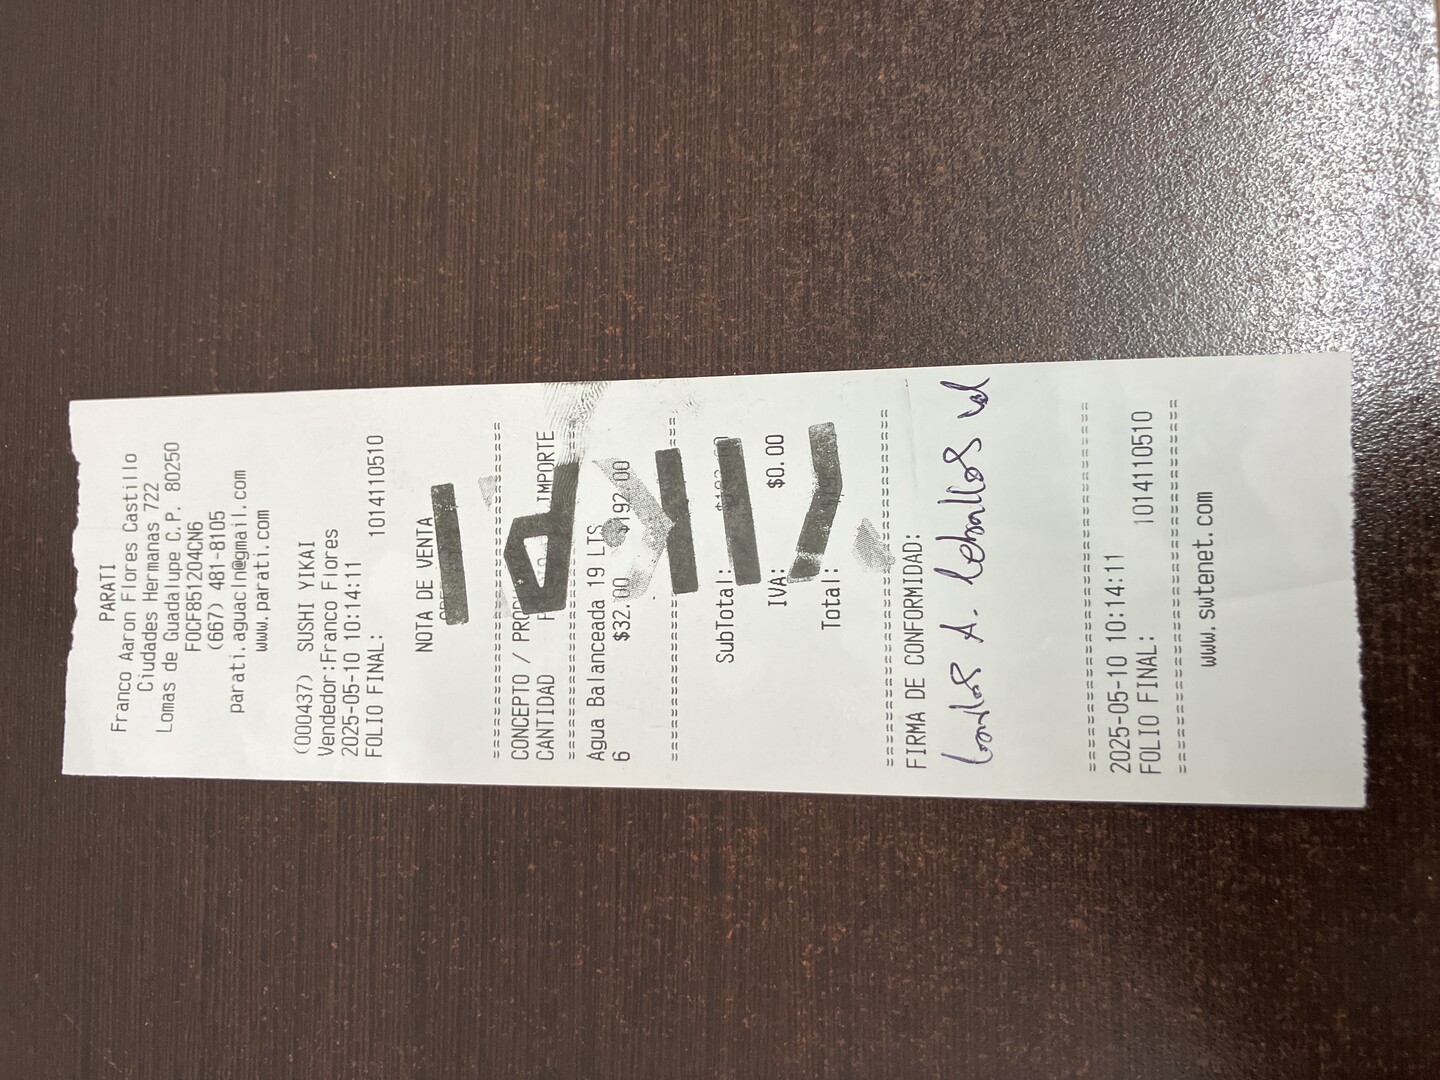 PARATI
Franco Aaron Flores Castillo
Ciudades Hermanas 722
Lomas de Guadalupe C.P. 80250
FOCF851204CN6
(667) 481-8105
parati.aguacln@gmail.com
www.parati.com
(000437) SUSHI YIKAI
Vendedor:Franco Flores
2025-05-10 10:14:11
FOLIO FINAL: 1014110510
NOTA DE VENTA
==============================
CONCEPTO /
CANTIDAD IMPORTE
==============================
Agua Balanceada 19 LTS
6 $32.00 $192.00
==============================
SubTotal:
IVA: $0.00
Total:
==============================
FIRMA DE CONFORMIDAD:
A.
==============================
2025-05-10 10:14:11
FOLIO FINAL: 1014110510
==============================
www.swtenet.com